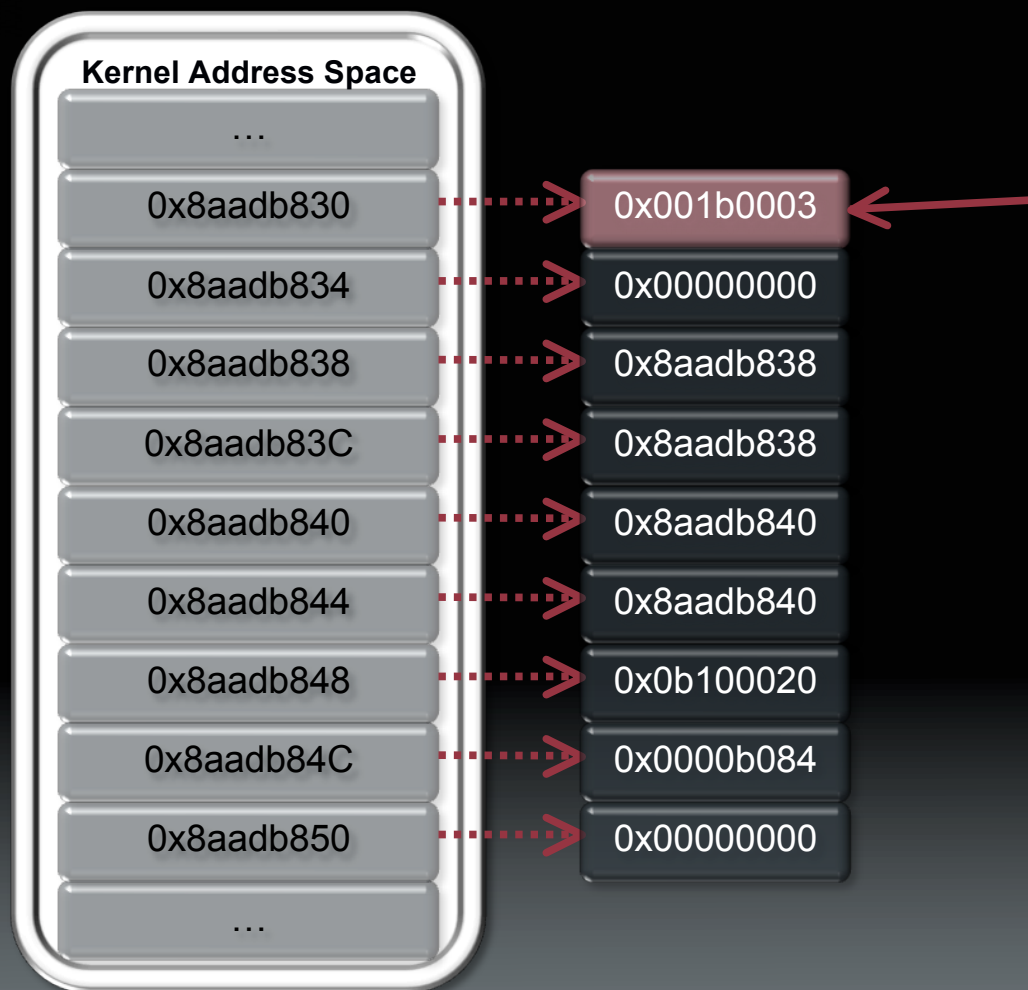 Kernel Address Space
...
0x8aadb830 0x001b0003
0x8aadb834 0x00000000
0x8aadb838 0x8aadb838
0x8aadb83C 0x8aadb838
0x8aadb840 0x8aadb840
0x8aadb844 0x8aadb840
0x8aadb848 0x0b100020
0x8aadb84C 0x0000b084
0x8aadb850 0x00000000
...